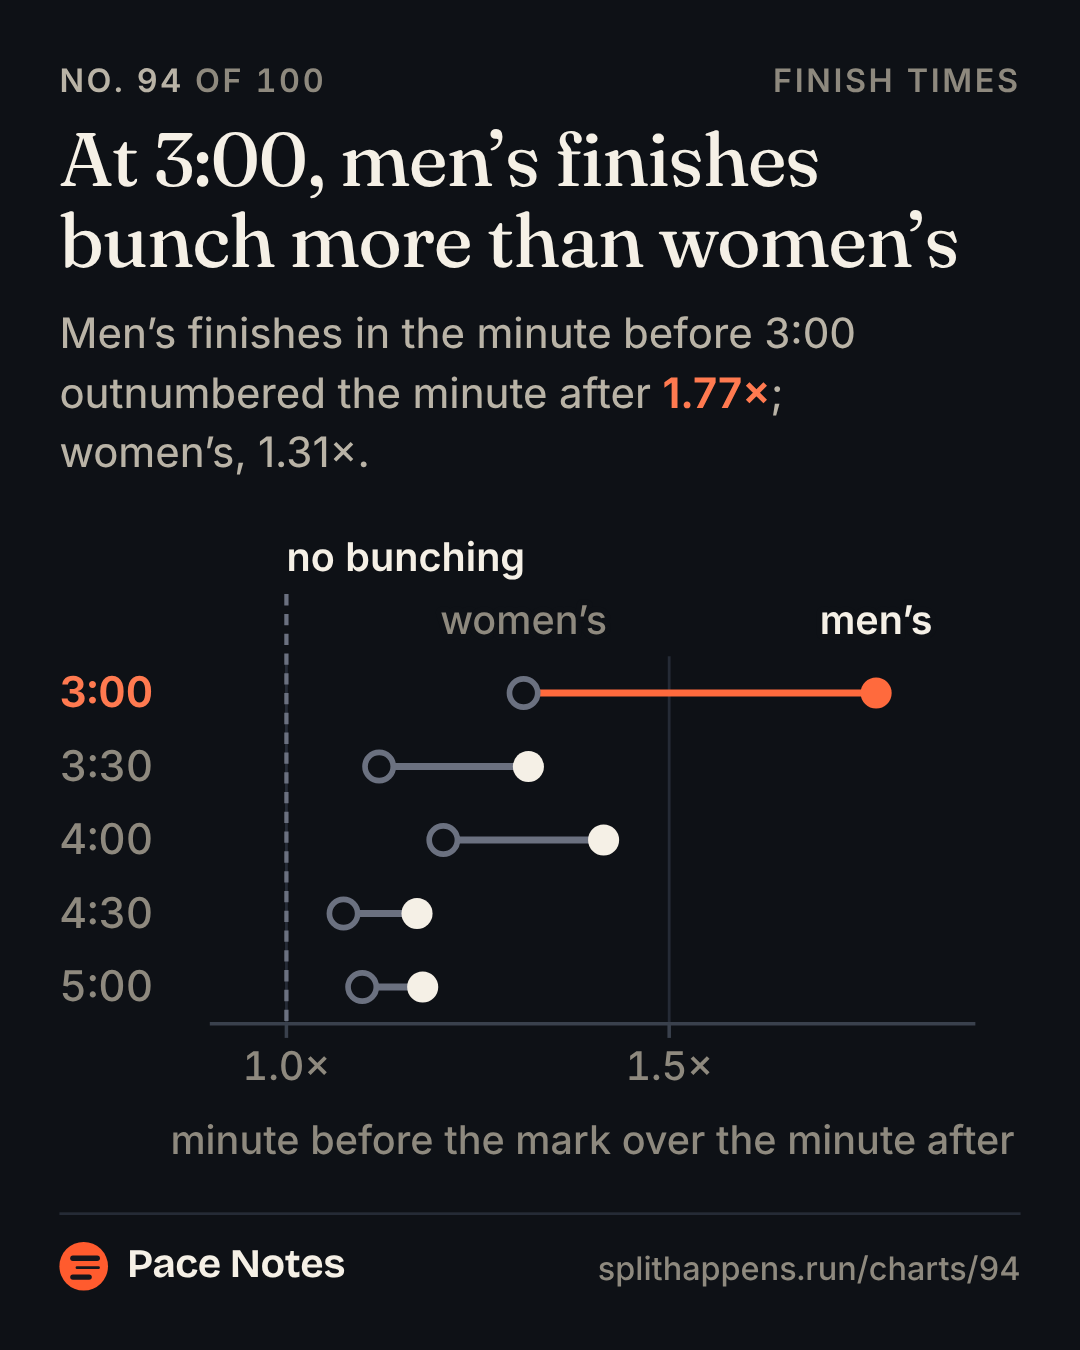 NO. 94 OF 100
FINISH TIMES
At 3:00, men’s finishes
bunch more than women’s
Men’s finishes in the minute before 3:00
outnumbered the minute after 1.77×;
women’s, 1.31×.
no bunching
women’s
men’s
3:00
3:30
4:00
4:30
5:00
1.0×
1.5×
minute before the mark over the minute after
Pace Notes
splithappens.run/charts/94